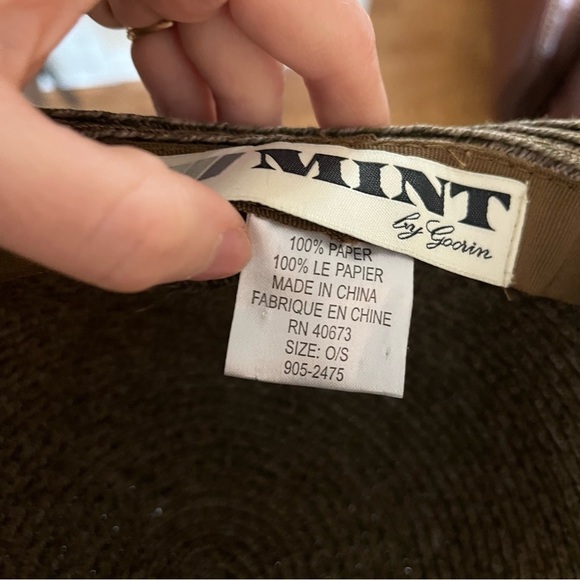 MINT
by Goorin
100% PAPER
100% LE PAPIER
MADE IN CHINA
FABRIQUE EN CHINE
RN 40673
SIZE: O/S
905-2475